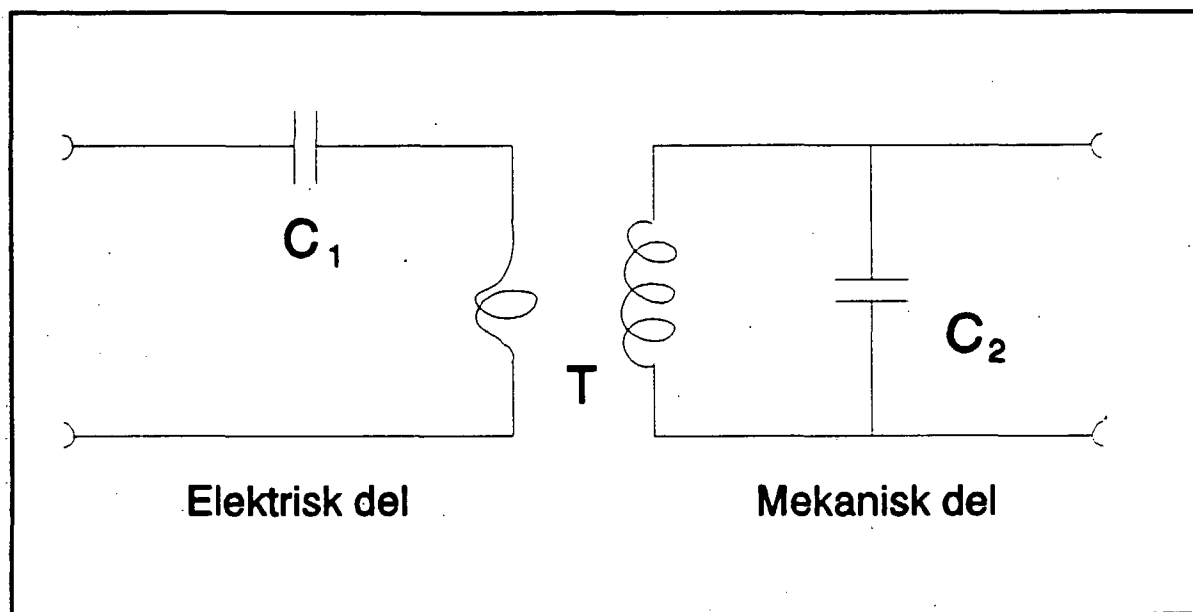 C₁
T
C₂
Elektrisk del
Mekanisk del